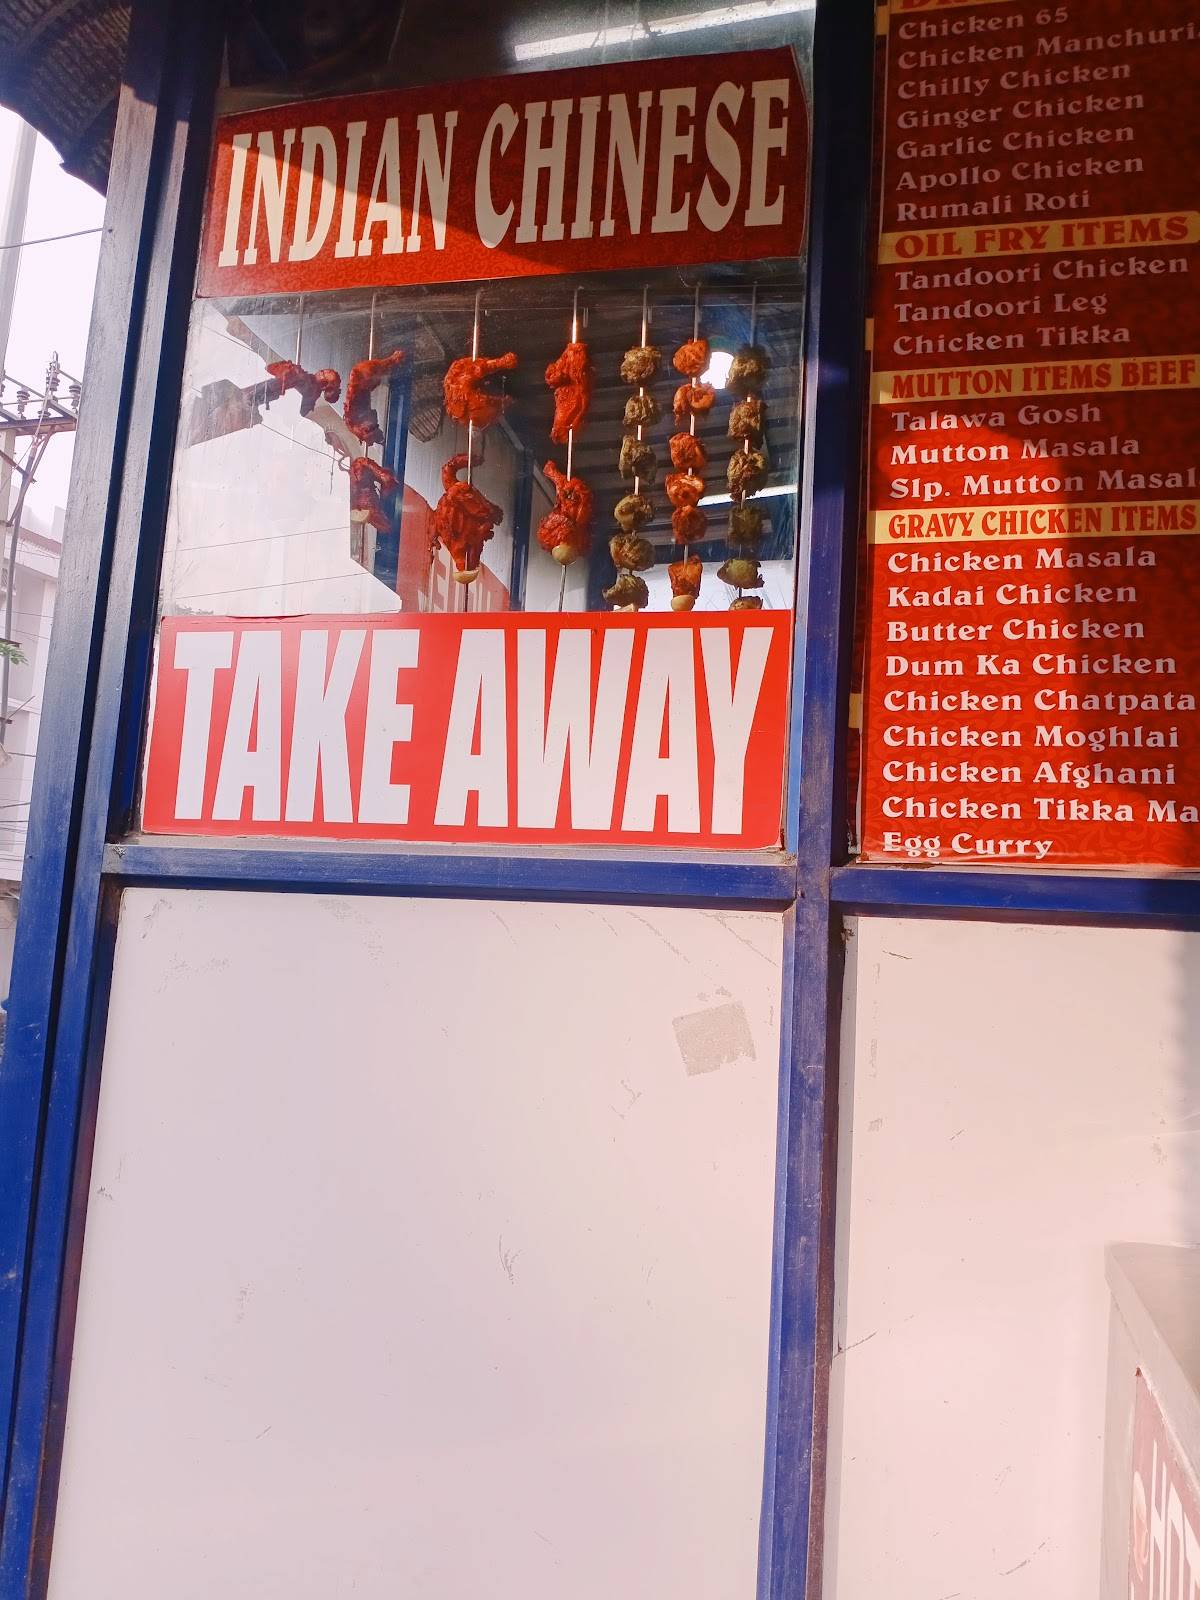 INDIAN CHINESE
TAKE AWAY
Chicken 65
Chicken Manchuri
Chilly Chicken
Ginger Chicken
Garlic Chicken
Apollo Chicken
Rumali Roti
OIL FRY ITEMS
Tandoori Chicken
Tandoori Leg
Chicken Tikka
MUTTON ITEMS BEEF
Talawa Gosh
Mutton Masala
Slp. Mutton Masal
GRAVY CHICKEN ITEMS
Chicken Masala
Kadai Chicken
Butter Chicken
Dum Ka Chicken
Chicken Chatpata
Chicken Moghlai
Chicken Afghani
Chicken Tikka Ma
Egg Curry